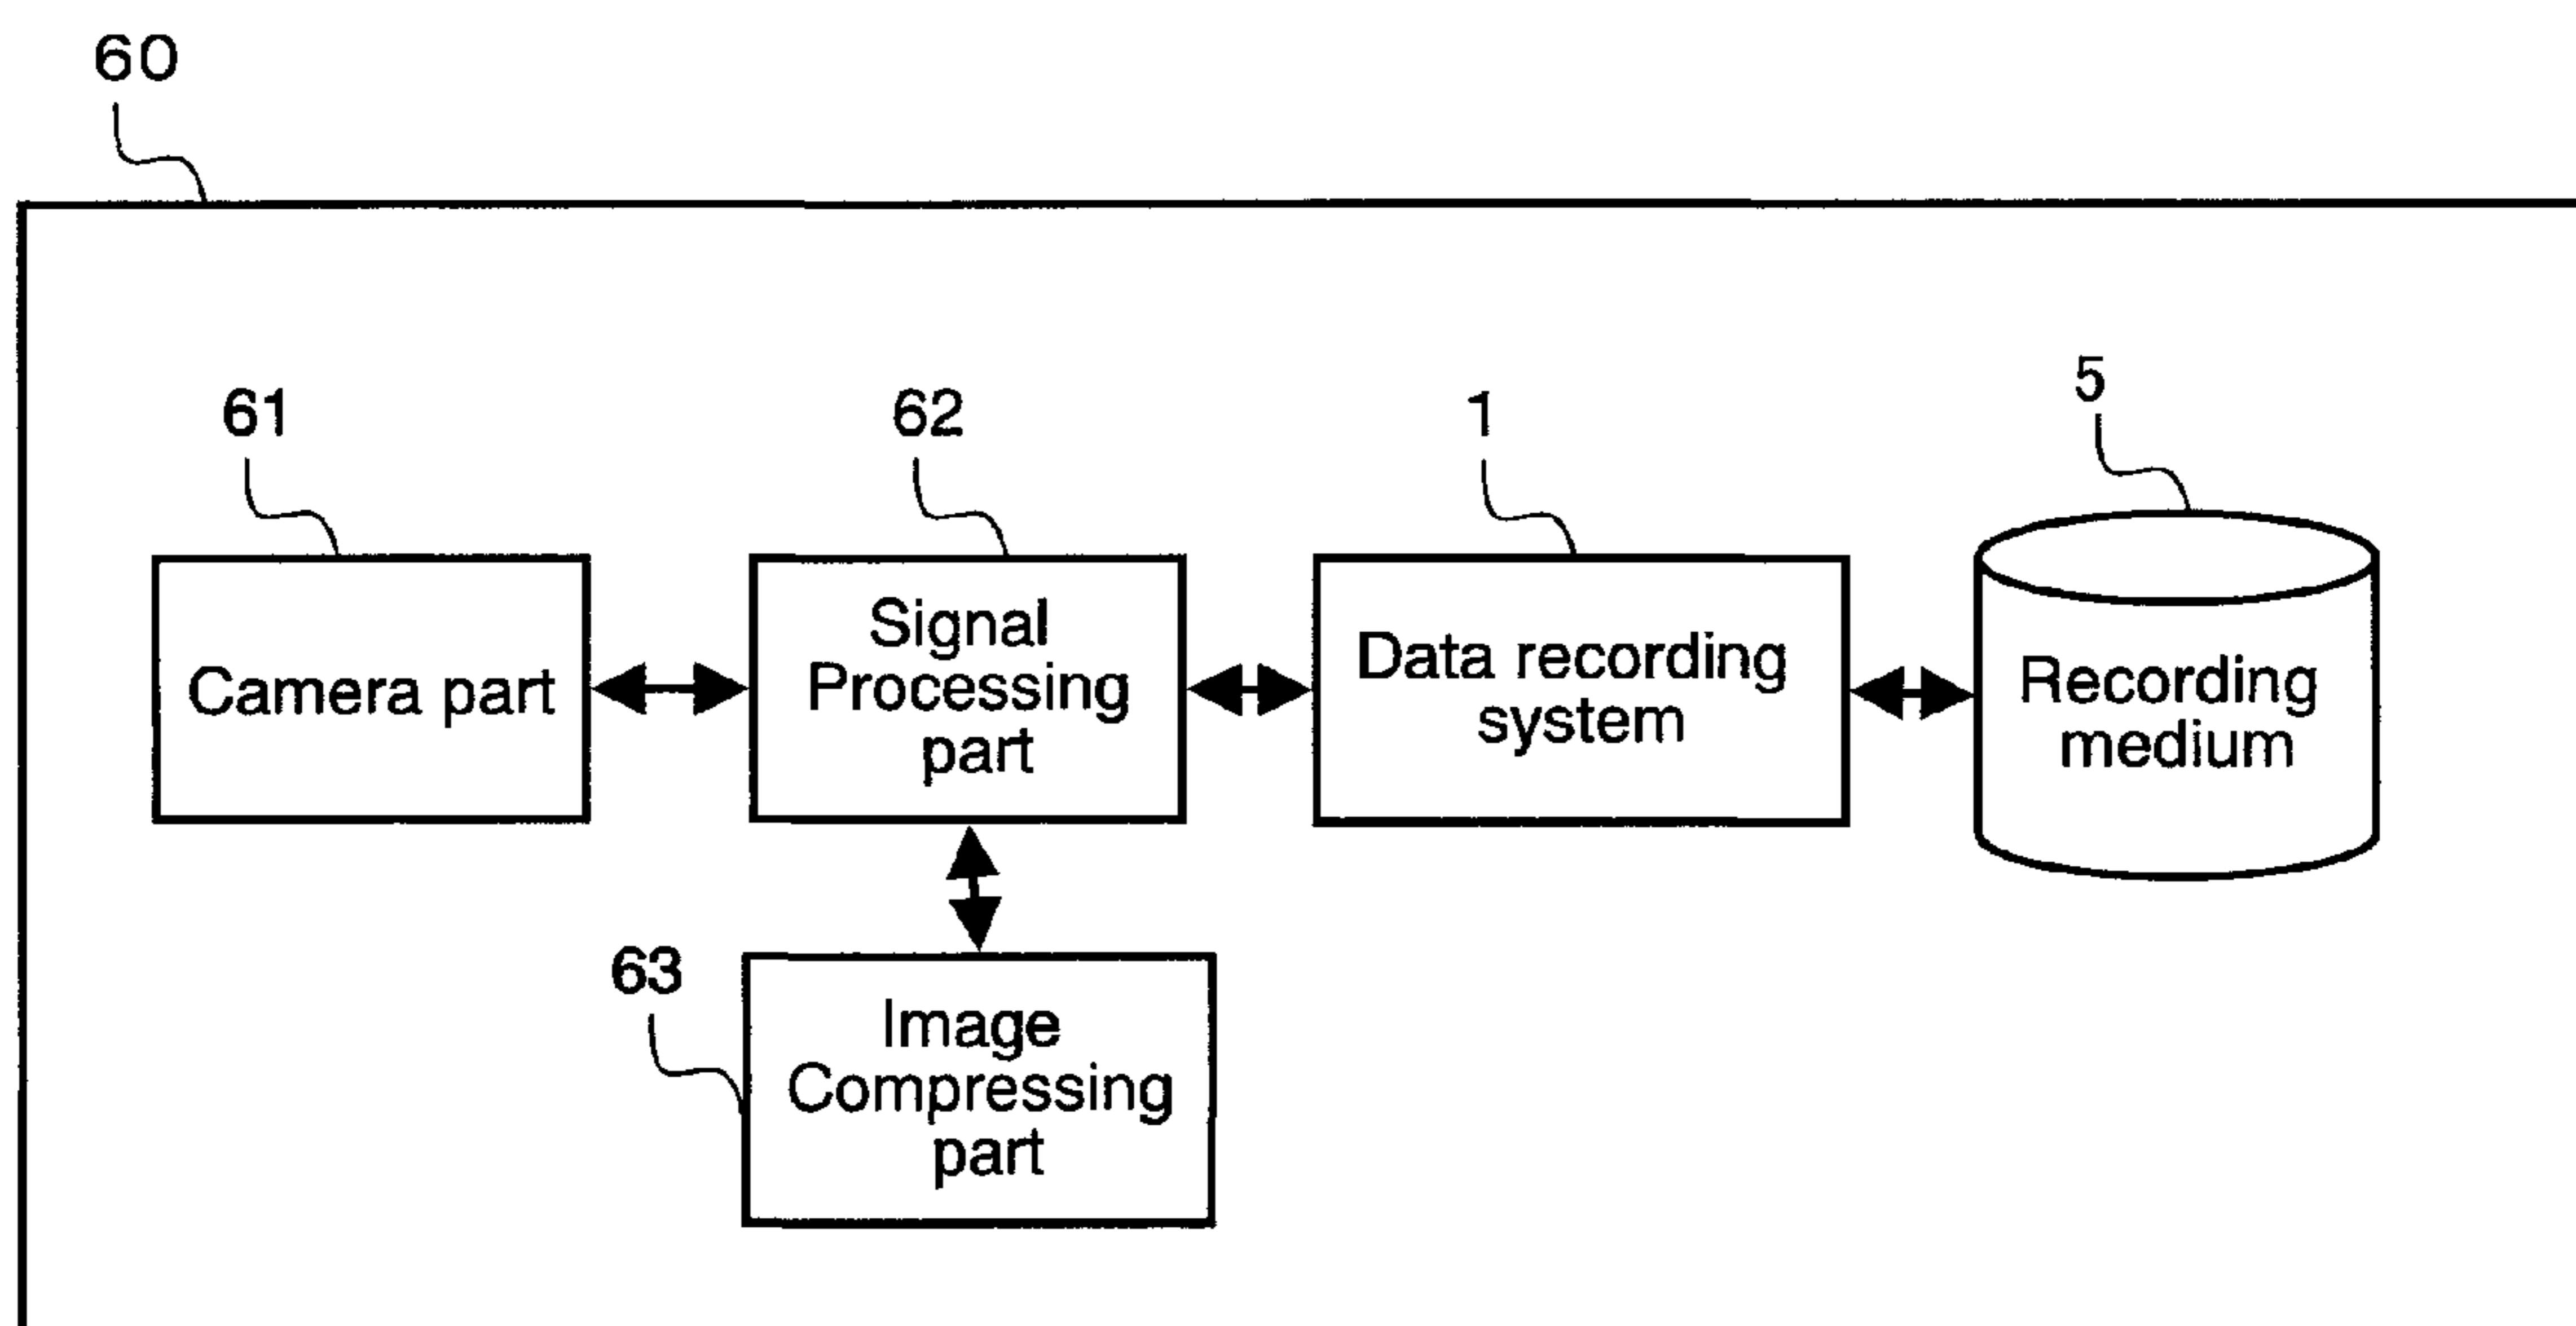 60
61
62
1
5
Camera part
Signal
Processing
part
Data recording
system
Recording
medium
63
Image
Compressing
part